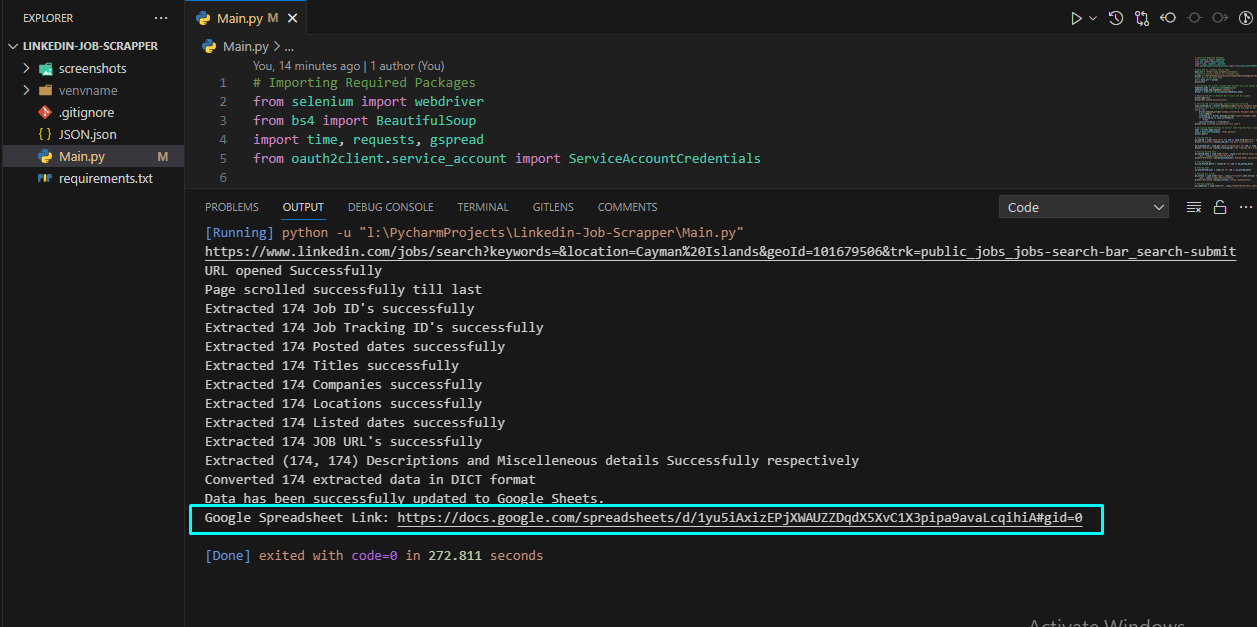 EXPLORER
Main.py M
LINKEDIN-JOB-SCRAPPER
Main.py > ...
screenshots
You, 14 minutes ago | 1 author (You)
venvname
1 # Importing Required Packages
.gitignore
2 from selenium import webdriver
JSON.json
3 from bs4 import BeautifulSoup
Main.py M
4 import time, requests, gspread
requirements.txt
5 from oauth2client.service_account import ServiceAccountCredentials
6
PROBLEMS OUTPUT DEBUG CONSOLE TERMINAL GITLENS COMMENTS Code
[Running] python -u "l:\PycharmProjects\Linkedin-Job-Scrapper\Main.py"
https://www.linkedin.com/jobs/search?keywords=&location=Cayman%20Islands&geoId=101679506&trk=public_jobs_jobs-search-bar_search-submit
URL opened Successfully
Page scrolled successfully till last
Extracted 174 Job ID's successfully
Extracted 174 Job Tracking ID's successfully
Extracted 174 Posted dates successfully
Extracted 174 Titles successfully
Extracted 174 Companies successfully
Extracted 174 Locations successfully
Extracted 174 Listed dates successfully
Extracted 174 JOB URL's successfully
Extracted (174, 174) Descriptions and Miscelleneous details Successfully respectively
Converted 174 extracted data in DICT format
Data has been successfully updated to Google Sheets.
Google Spreadsheet Link: https://docs.google.com/spreadsheets/d/1yu5iAxizEPjXWAUZZDqdX5XvC1X3pipa9avaLcqihiA#gid=0
[Done] exited with code=0 in 272.811 seconds
Activate Windows